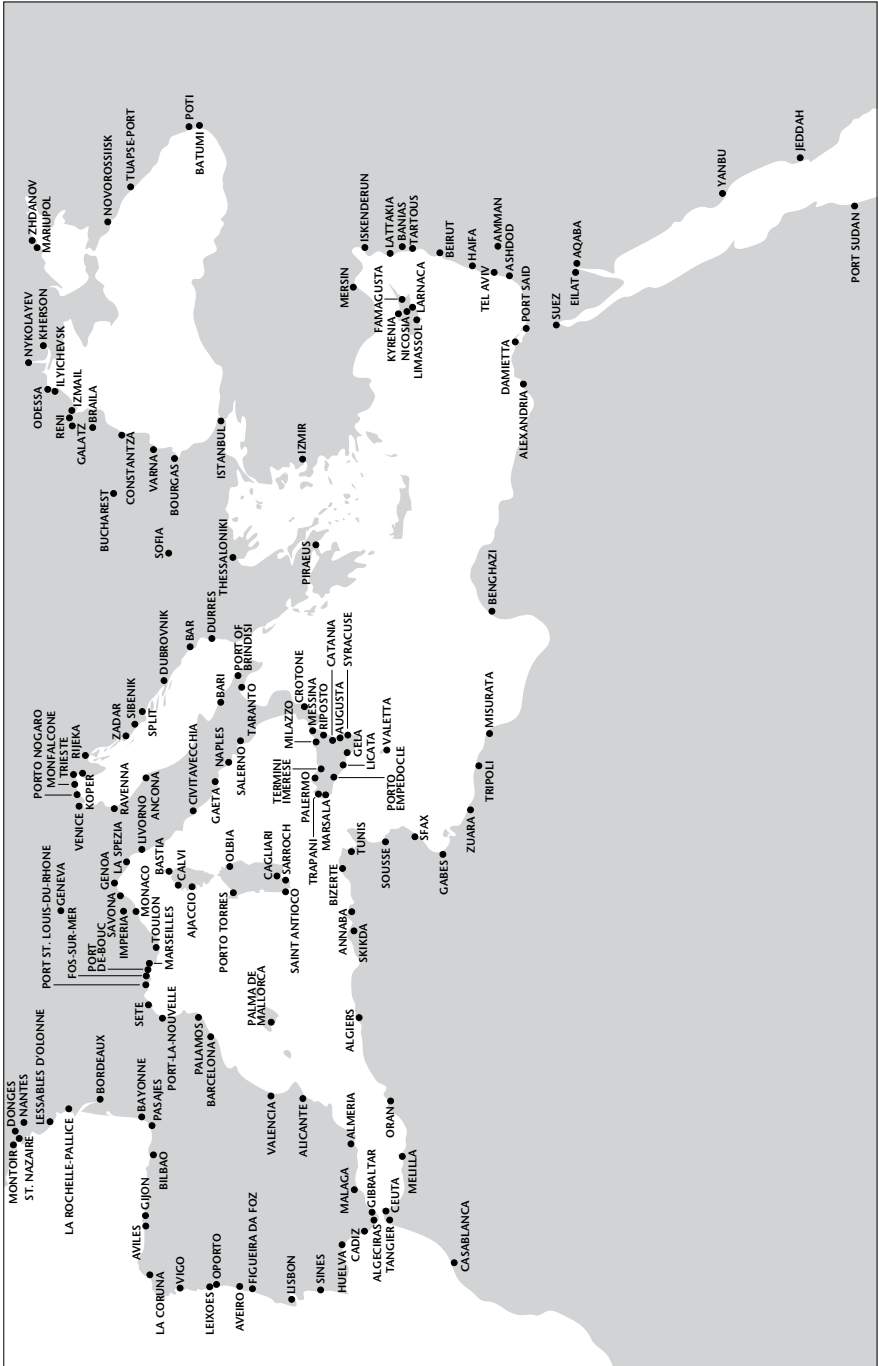 MONTOIR
DONGES
NANTES
ST. NAZAIRE
LESSABLES D'OLONNE
LA ROCHELLE-PALLICE
BORDEAUX
BAYONNE
PASAJES
BILBAO
GIJON
AVILES
LA CORUNA
VIGO
LEIXOES
OPORTO
AVEIRO
FIGUEIRA DA FOZ
LISBON
SINES
HUELVA
CADIZ
ALGECIRAS
GIBRALTAR
TANGIER
CEUTA
CASABLANCA
MELILLA
MALAGA
ALMERIA
ORAN
ALICANTE
VALENCIA
PALMA DE
MALLORCA
BARCELONA
PALAMOS
PORT-LA-NOUVELLE
SETE
PORT ST. LOUIS-DU-RHONE
FOS-SUR-MER
PORT
DE-BOUC
MARSEILLES
TOULON
GENEVA
MONACO
IMPERIA
SAVONA
GENOA
LA SPEZIA
LIVORNO
BASTIA
CALVI
AJACCIO
PORTO TORRES
OLBIA
CAGLIARI
SARROCH
SAINT ANTIOCO
ALGIERS
SKIKDA
ANNABA
BIZERTE
TUNIS
SOUSSE
SFAX
GABES
ZUARA
TRIPOLI
MISURATA
BENGHAZI
CIVITAVECCHIA
GAETA
NAPLES
SALERNO
TARANTO
PORT OF
BRINDISI
BARI
ANCONA
RAVENNA
VENICE
PORTO NOGARO
MONFALCONE
TRIESTE
KOPER
RIJEKA
ZADAR
SIBENIK
SPLIT
DUBROVNIK
BAR
DURRES
CROTONE
MILAZZO
MESSINA
RIPOSTO
CATANIA
AUGUSTA
SYRACUSE
TERMINI
IMERESE
PALERMO
TRAPANI
MARSALA
PORTO
EMPEDOCLE
LICATA
GELA
VALETTA
PIRAEUS
THESSALONIKI
SOFIA
BUCHAREST
ISTANBUL
IZMIR
BOURGAS
VARNA
CONSTANTZA
BRAILA
GALATZ
RENI
IZMAIL
ILYICHEVSK
ODESSA
KHERSON
NYKOLAYEV
ZHDANOV
MARIUPOL
NOVOROSSIISK
TUAPSE-PORT
POTI
BATUMI
MERSIN
ISKENDERUN
LATTAKIA
BANIAS
TARTOUS
FAMAGUSTA
KYRENIA
NICOSIA
LARNACA
LIMASSOL
BEIRUT
HAIFA
TEL AVIV
AMMAN
ASHDOD
PORT SAID
DAMIETTA
ALEXANDRIA
SUEZ
EILAT
AQABA
YANBU
JEDDAH
PORT SUDAN